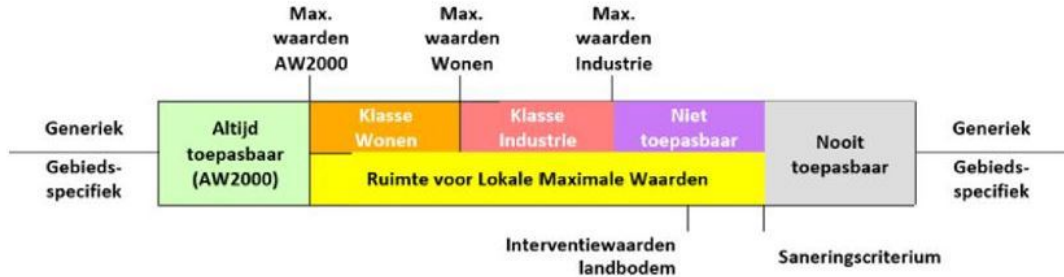 Max.
waarden
AW2000
Max.
waarden
Wonen
Max.
waarden
Industrie
Generiek
Gebieds-
specifiek
Altijd
toepasbaar
(AW2000)
Klasse
Wonen
Klasse
Industrie
Niet
toepasbaar
Ruimte voor Lokale Maximale Waarden
Nooit
toepasbaar
Generiek
Gebieds-
specifiek
Interventiewaarden
landbodem
Saneringscriterium